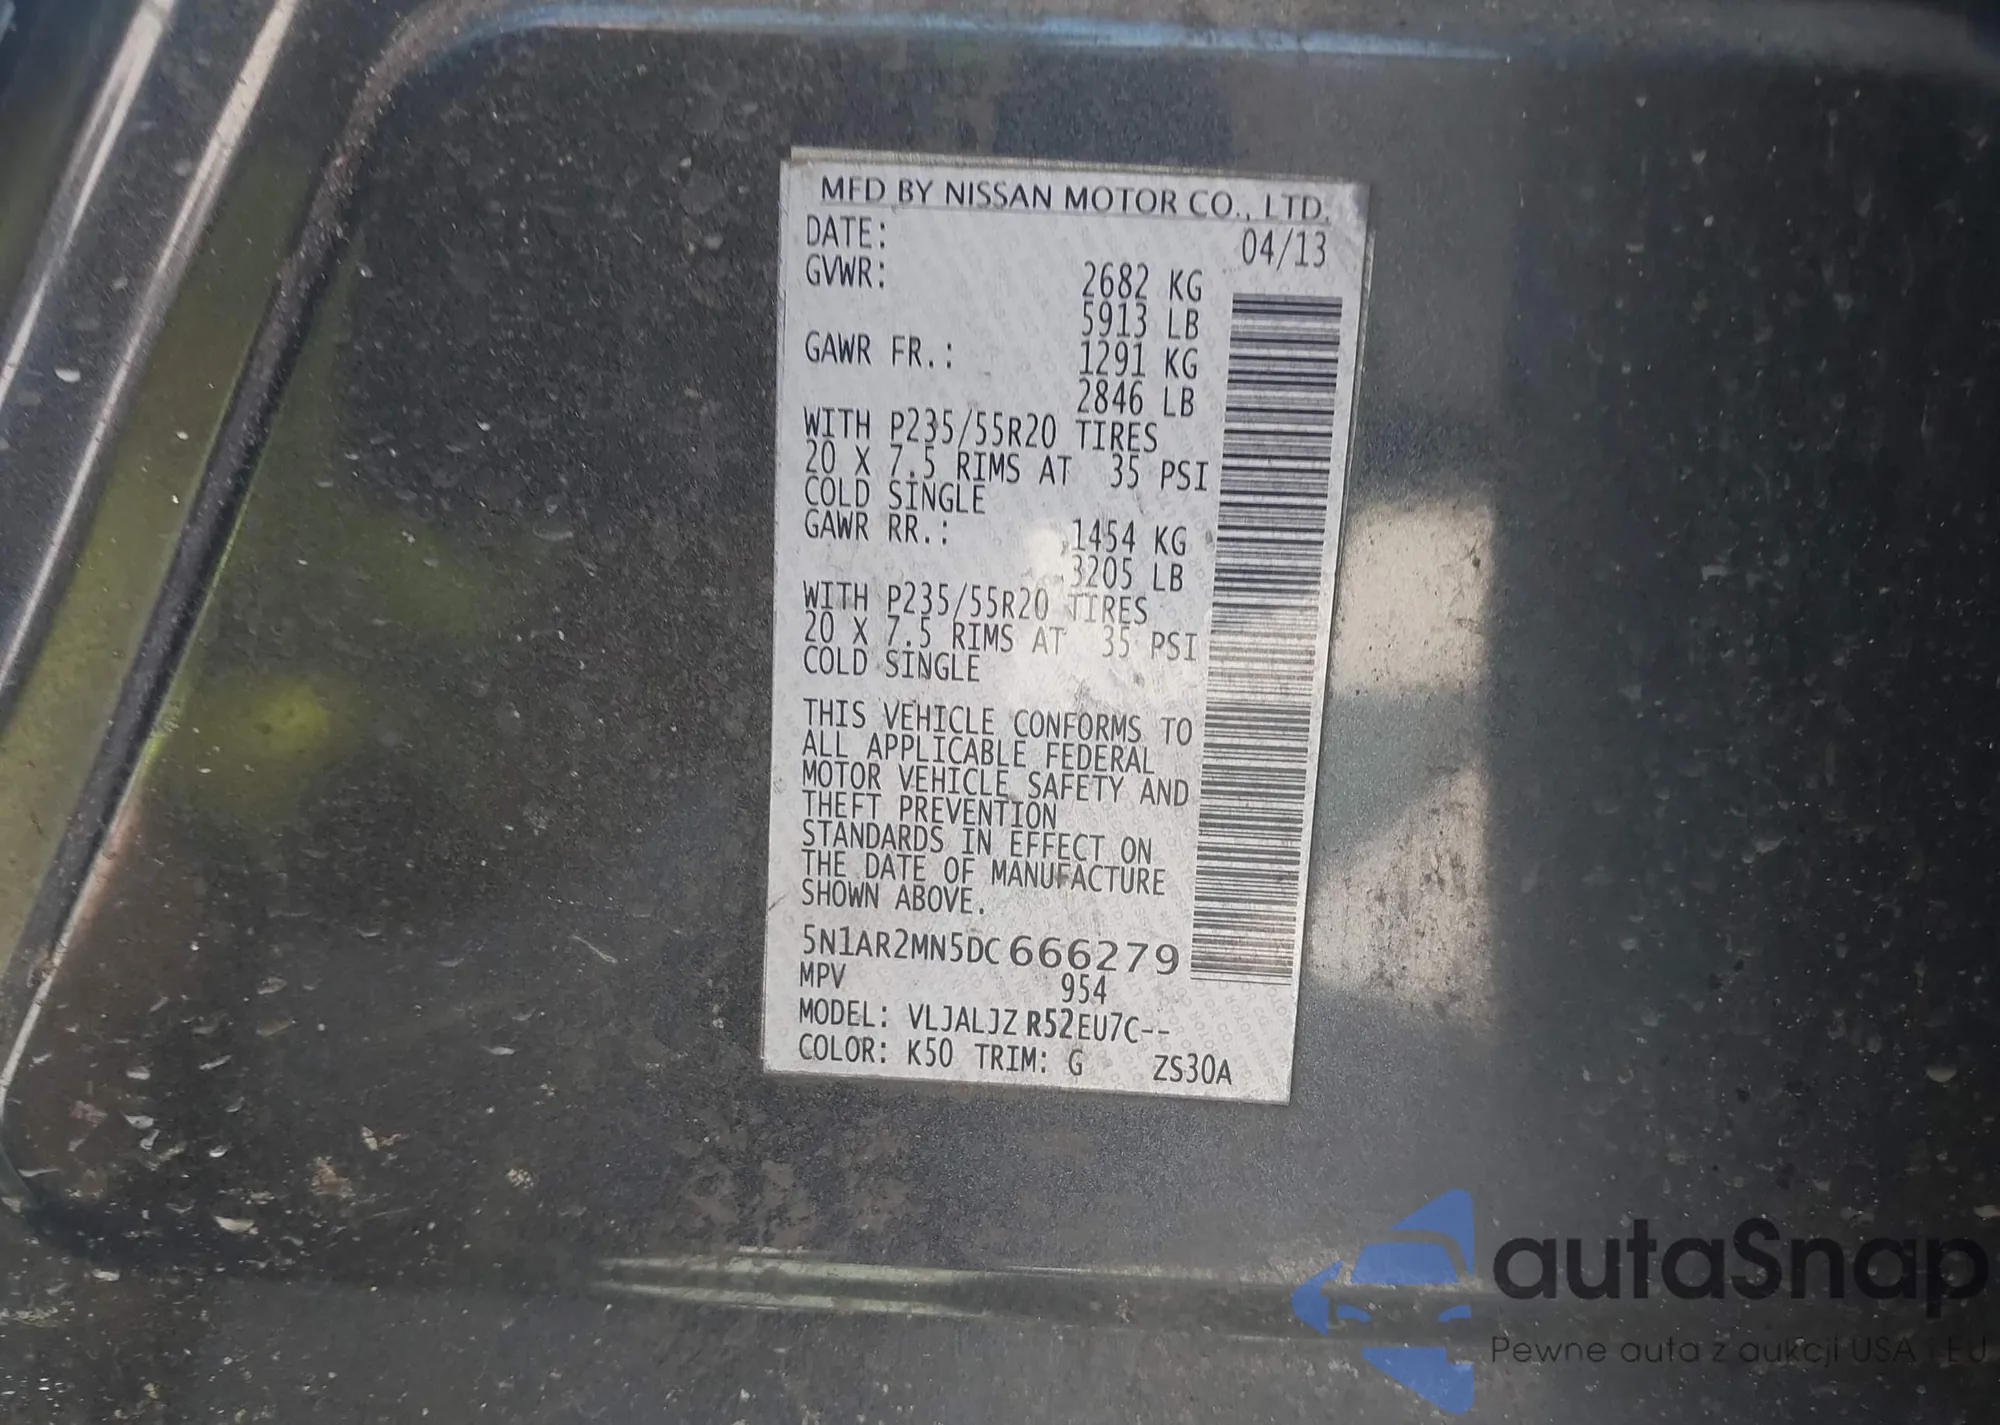 MFD BY NISSAN MOTOR CO., LTD.
DATE: 04/13
GVWR: 2682 KG
5913 LB
GAWR FR.: 1291 KG
2846 LB
WITH P235/55R20 TIRES
20 X 7.5 RIMS AT 35 PSI
COLD SINGLE
GAWR RR.: 1454 KG
3205 LB
WITH P235/55R20 TIRES
20 X 7.5 RIMS AT 35 PSI
COLD SINGLE
THIS VEHICLE CONFORMS TO
ALL APPLICABLE FEDERAL
MOTOR VEHICLE SAFETY AND
THEFT PREVENTION
STANDARDS IN EFFECT ON
THE DATE OF MANUFACTURE
SHOWN ABOVE.
5N1AR2MN5DC666279
MPV 954
MODEL: VLJALJZ R52EU7C--
COLOR: K50 TRIM: G ZS30A
autaSnap
Pewne auta z aukcji USA i EU